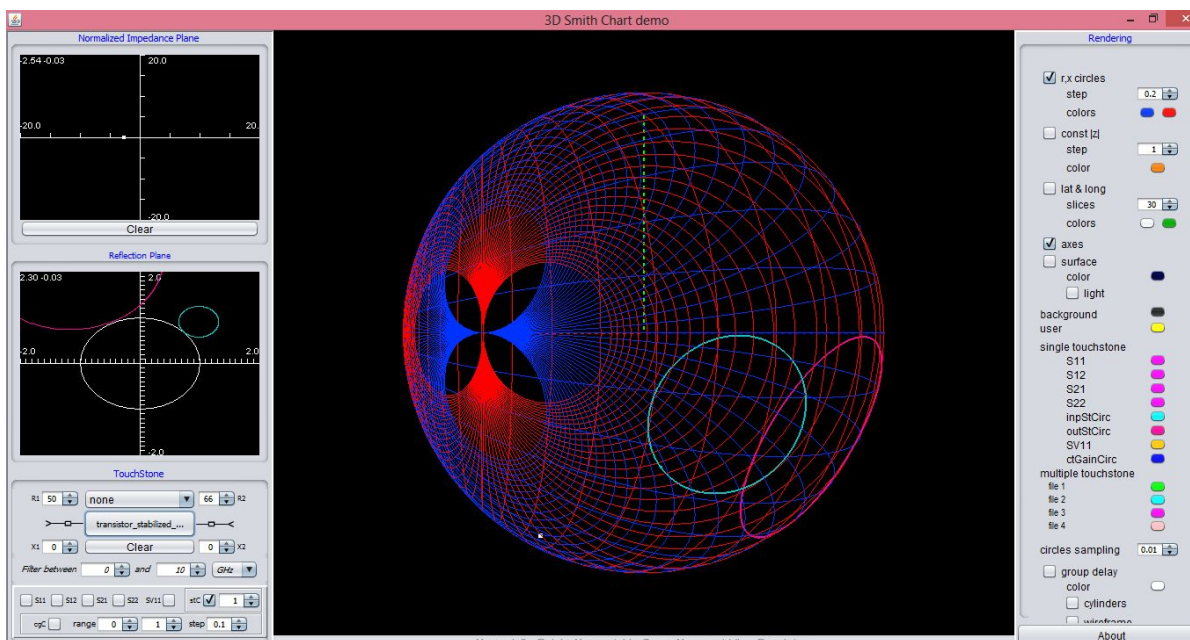 3D Smith Chart demo
Normalized Impedance Plane
-2.54 -0.03
20.0
-20.0
20.
-20.0
Clear
Reflection Plane
2.30 -0.03
2.0
-2.0
2.0
-2.0
TouchStone
R1 50 none 66 R2
transistor_stabilized_...
X1 0 Clear 0 X2
Filter between 0 and 10 GHz
S11 S12 S21 S22 SV11 stC 1
cgC range 0 1 step 0.1
Rendering
r,x circles
step 0.2
colors
const |z|
step 1
color
lat & long
slices 30
colors
axes
surface
color
light
background
user
single touchstone
S11
S12
S21
S22
inpStCirc
outStCirc
SV11
ctGainCirc
multiple touchstone
file 1
file 2
file 3
file 4
circles sampling 0.01
group delay
color
cylinders
wireframe
About